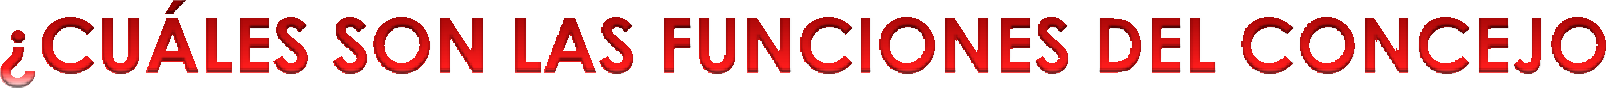 ¿CUÁLES SON LAS FUNCIONES DEL CONCEJO